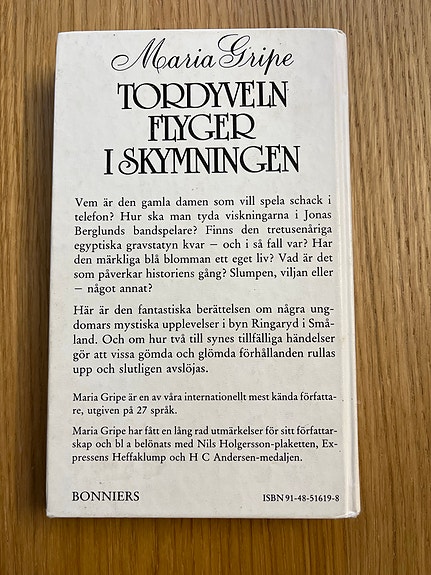 Maria Gripe
TORDYVELN
FLYGER
I SKYMNINGEN
Vem är den gamla damen som vill spela schack i
telefon? Hur ska man tyda viskningarna i Jonas
Berglunds bandspelare? Finns den tretusenåriga
egyptiska gravstatyn kvar – och i så fall var? Har
den märkliga blå blomman ett eget liv? Vad är det
som påverkar historiens gång? Slumpen, viljan eller
– något annat?
Här är den fantastiska berättelsen om några ung-
domars mystiska upplevelser i byn Ringaryd i Små-
land. Och om hur två till synes tillfälliga händelser
gör att vissa gömda och glömda förhållanden rullas
upp och slutligen avslöjas.
Maria Gripe är en av våra internationellt mest kända författa-
re, utgiven på 27 språk.
Maria Gripe har fått en lång rad utmärkelser för sitt författar-
skap och bl a belönats med Nils Holgersson-plaketten, Ex-
pressens Heffaklump och H C Andersen-medaljen.
BONNIERS
ISBN 91-48-51619-8